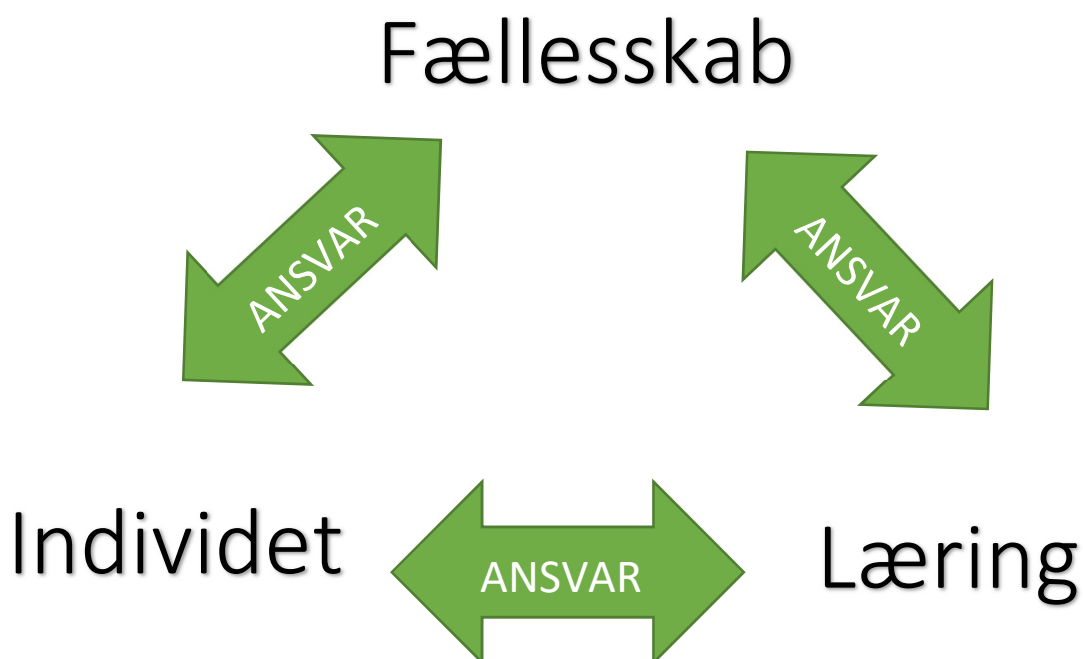 Fællesskab
ANSVAR
ANSVAR
Individet
ANSVAR
Læring